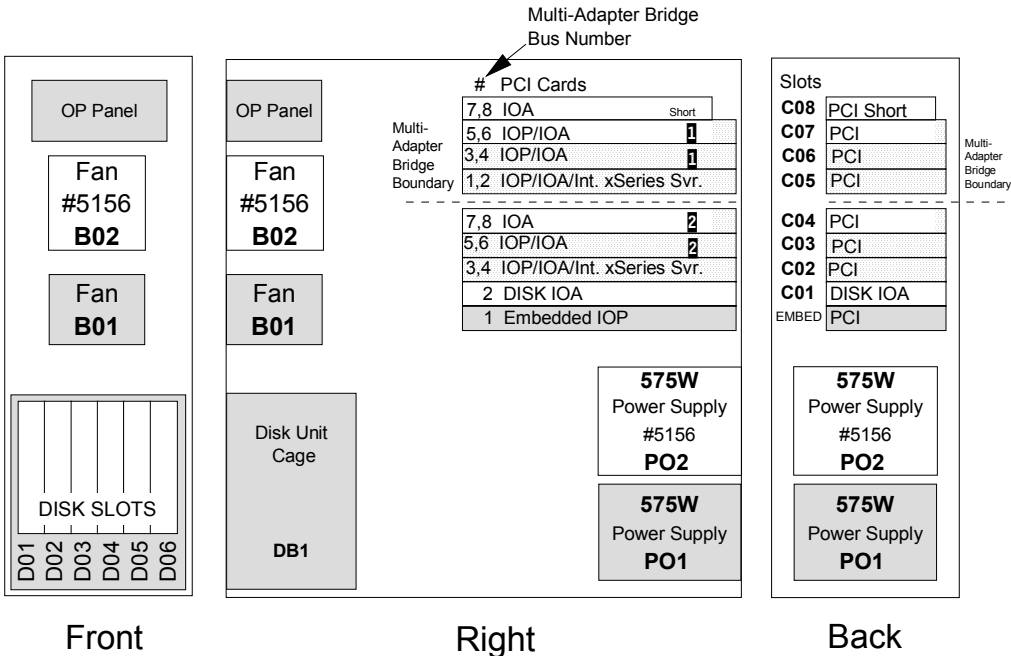 Multi-Adapter Bridge
Bus Number
OP Panel
Fan
#5156
B02
Fan
B01
DISK SLOTS
D01
D02
D03
D04
D05
D06
Front
OP Panel
Fan
#5156
B02
Fan
B01
Disk Unit
Cage
DB1
# PCI Cards
7,8 IOA Short
5,6 IOP/IOA 1
3,4 IOP/IOA 1
1,2 IOP/IOA/Int. xSeries Svr.
Multi-
Adapter
Bridge
Boundary
7,8 IOA 2
5,6 IOP/IOA 2
3,4 IOP/IOA/Int. xSeries Svr.
2 DISK IOA
1 Embedded IOP
575W
Power Supply
#5156
PO2
575W
Power Supply
PO1
Right
Slots
C08 PCI Short
C07 PCI
C06 PCI
C05 PCI
Multi-
Adapter
Bridge
Boundary
C04 PCI
C03 PCI
C02 PCI
C01 DISK IOA
EMBED PCI
575W
Power Supply
#5156
PO2
575W
Power Supply
PO1
Back